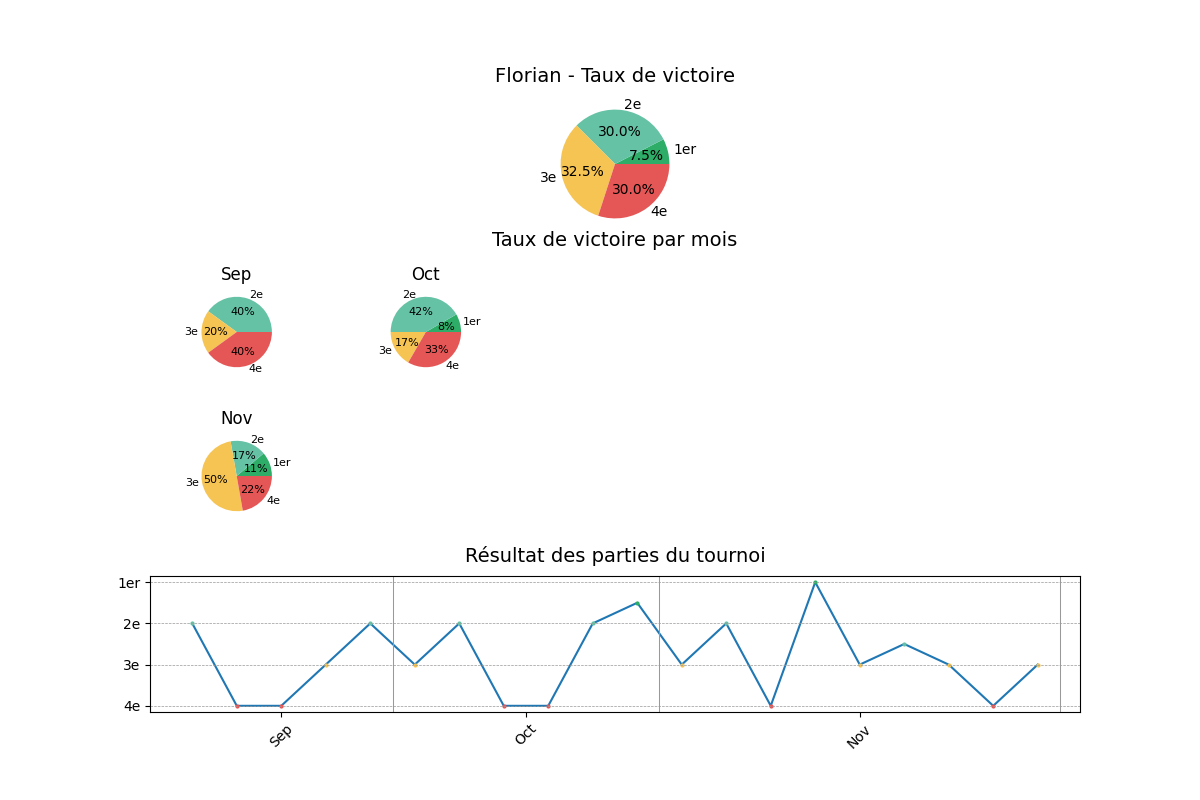 Florian - Taux de victoire
2e
30.0%
7.5%
1er
3e
32.5%
30.0%
4e
Taux de victoire par mois
Sep
2e
40%
3e
20%
40%
4e
Oct
2e
42%
8%
1er
17%
3e
33%
4e
Nov
2e
17%
11%
1er
3e
50%
22%
4e
Résultat des parties du tournoi
1er
2e
3e
4e
Sep
Oct
Nov